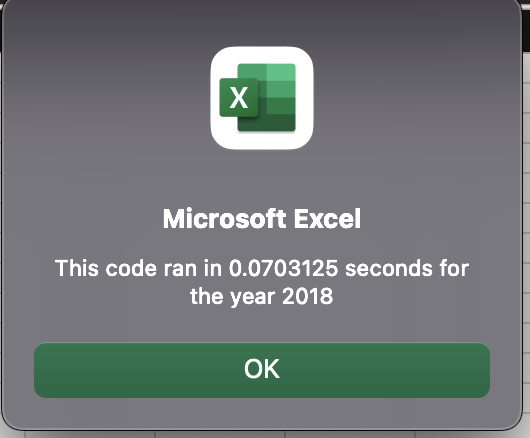 X
Microsoft Excel
This code ran in 0.0703125 seconds for
the year 2018
OK